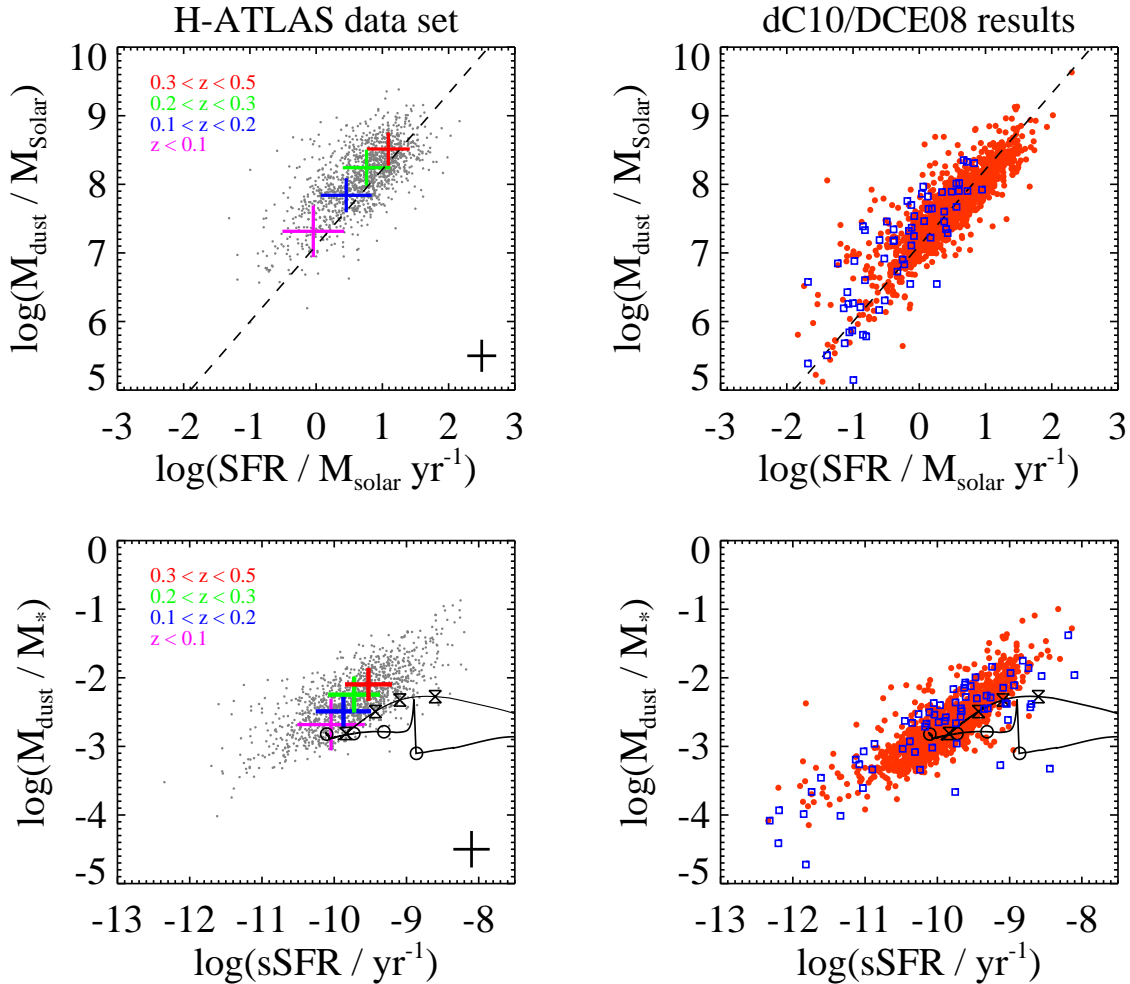 H-ATLAS data set
dC10/DCE08 results
log(M_dust / M_Solar)
10
9
8
7
6
5
0.3 < z < 0.5
0.2 < z < 0.3
0.1 < z < 0.2
z < 0.1
-3 -2 -1 0 1 2 3
log(SFR / M_solar yr^-1)
log(M_dust / M_Solar)
10
9
8
7
6
5
-3 -2 -1 0 1 2 3
log(SFR / M_solar yr^-1)
log(M_dust / M_*)
0
-1
-2
-3
-4
-5
0.3 < z < 0.5
0.2 < z < 0.3
0.1 < z < 0.2
z < 0.1
-13 -12 -11 -10 -9 -8
log(sSFR / yr^-1)
log(M_dust / M_*)
0
-1
-2
-3
-4
-5
-13 -12 -11 -10 -9 -8
log(sSFR / yr^-1)